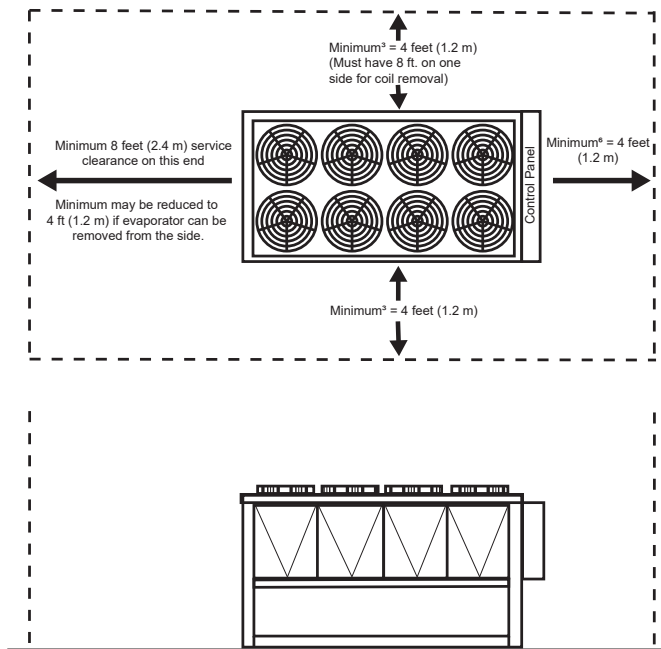 Minimum³ = 4 feet (1.2 m)
(Must have 8 ft. on one
side for coil removal)
Minimum 8 feet (2.4 m) service
clearance on this end
Minimum may be reduced to
4 ft (1.2 m) if evaporator can be
removed from the side.
Control Panel
Minimum⁶ = 4 feet
(1.2 m)
Minimum³ = 4 feet (1.2 m)